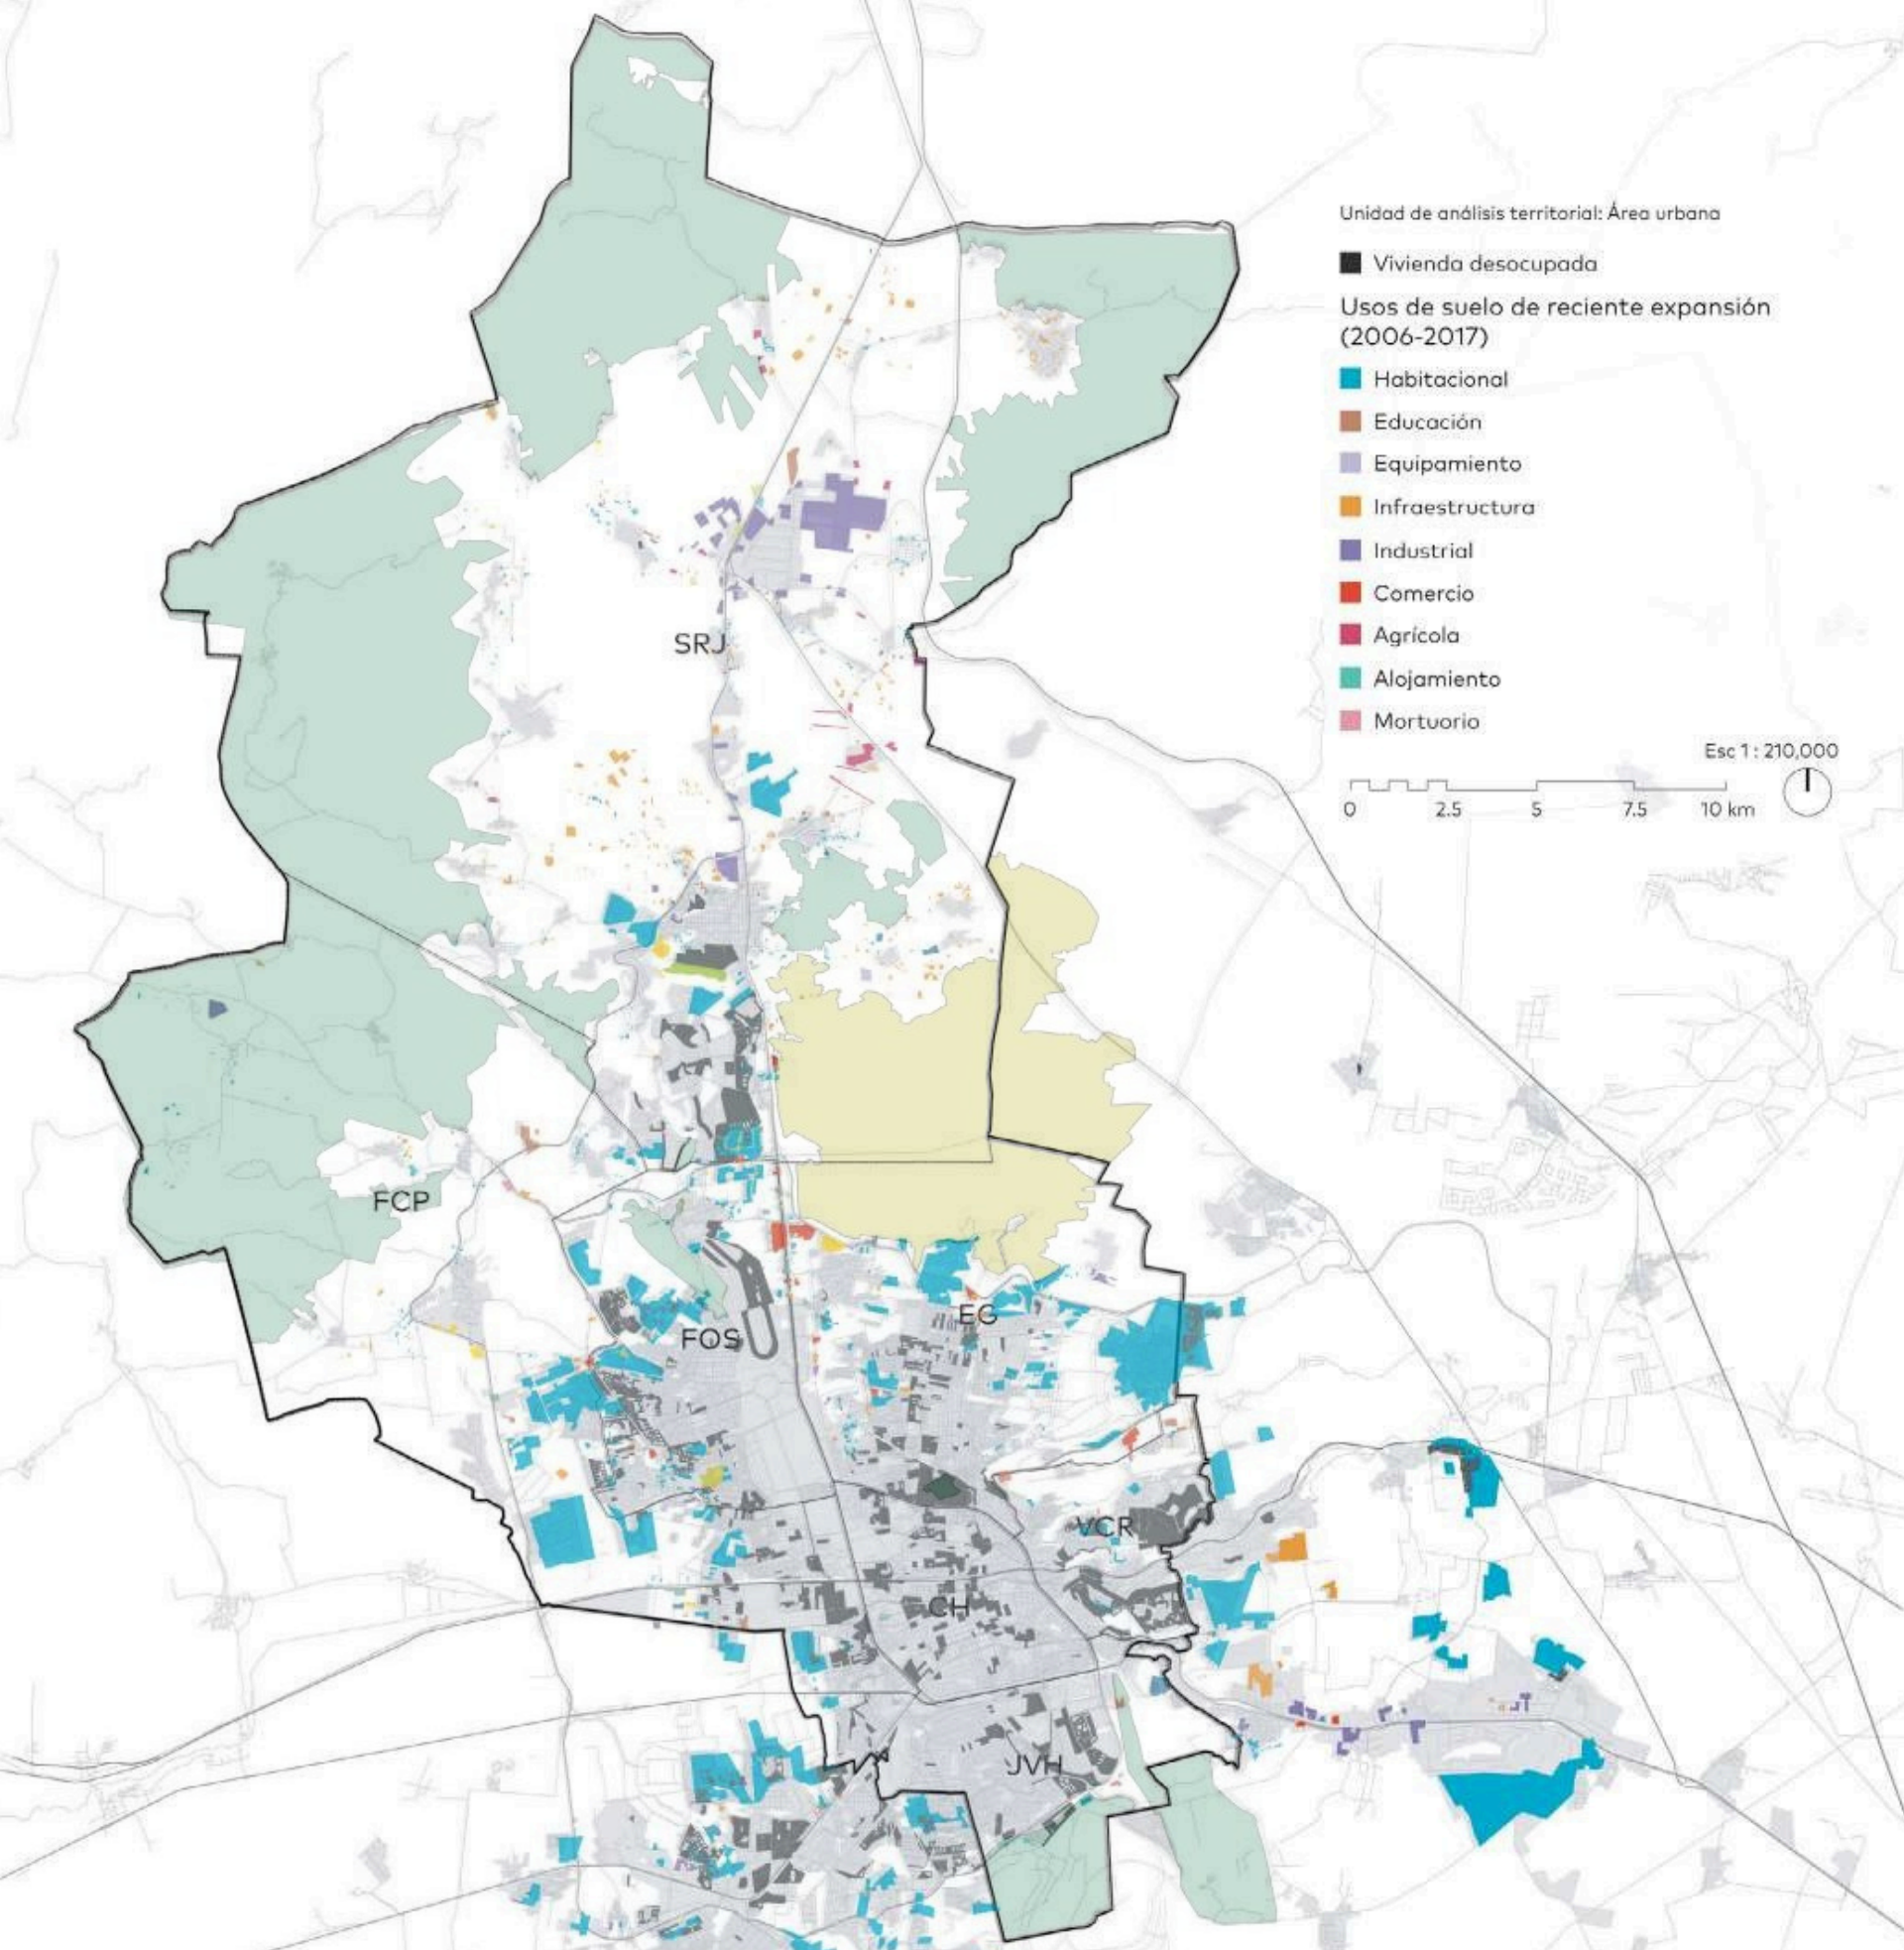 Unidad de análisis territorial: Área urbana
Vivienda desocupada
Usos de suelo de reciente expansión
(2006-2017)
Habitacional
Educación
Equipamiento
Infraestructura
Industrial
Comercio
Agrícola
Alojamiento
Mortuorio
Esc 1 : 210,000
0 2.5 5 7.5 10 km
SRJ
FCP
EG
FOS
VCR
CH
JVH